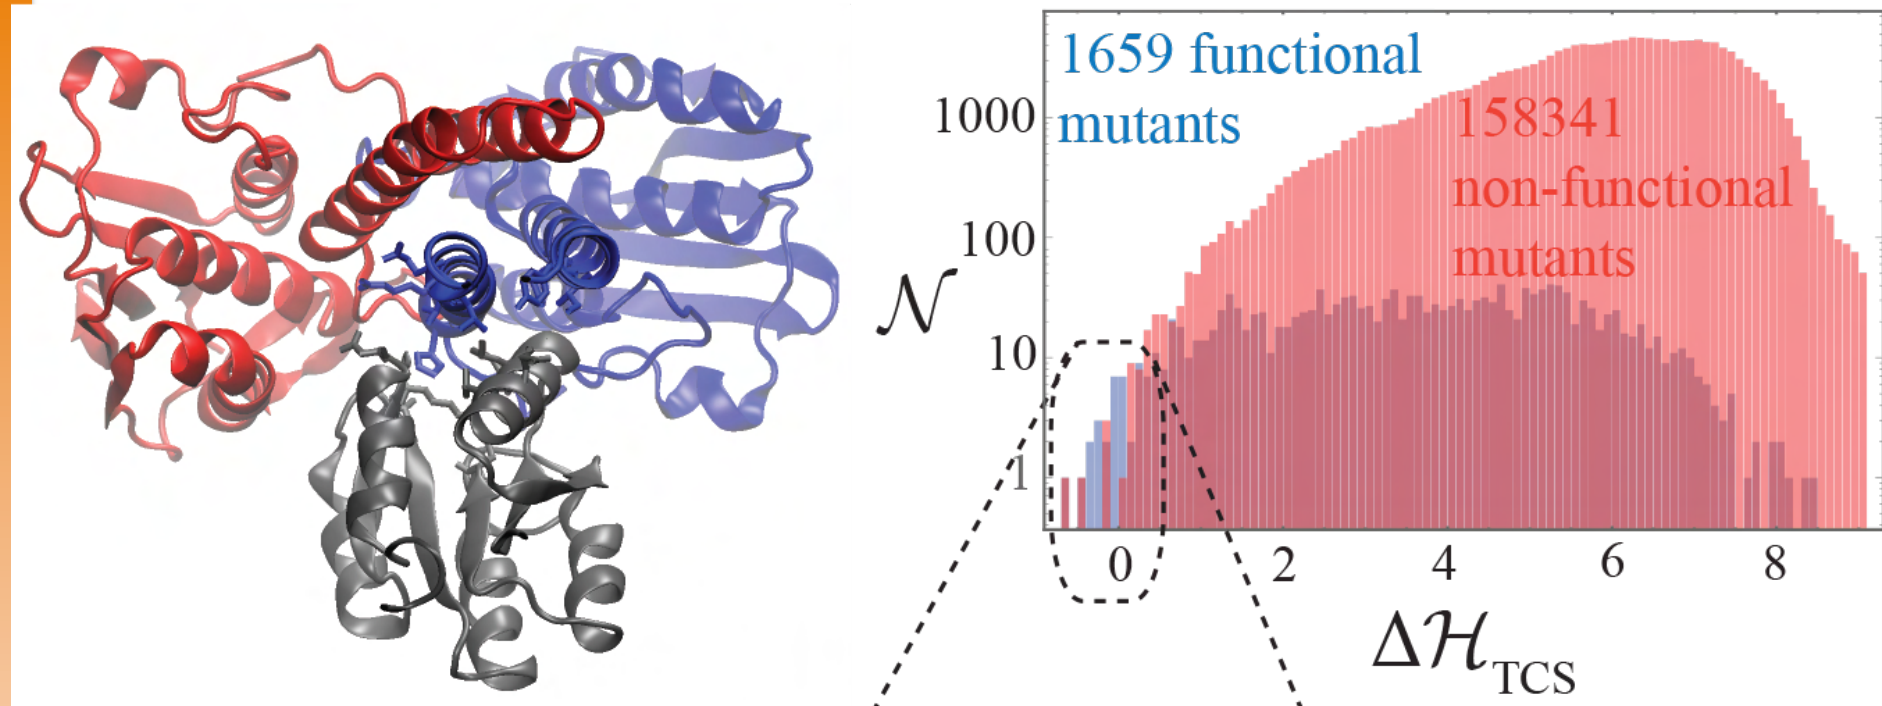 1659 functional
mutants
158341
non-functional
mutants
1000
100
10
1
𝒩
0 2 4 6 8
Δℋ_TCS